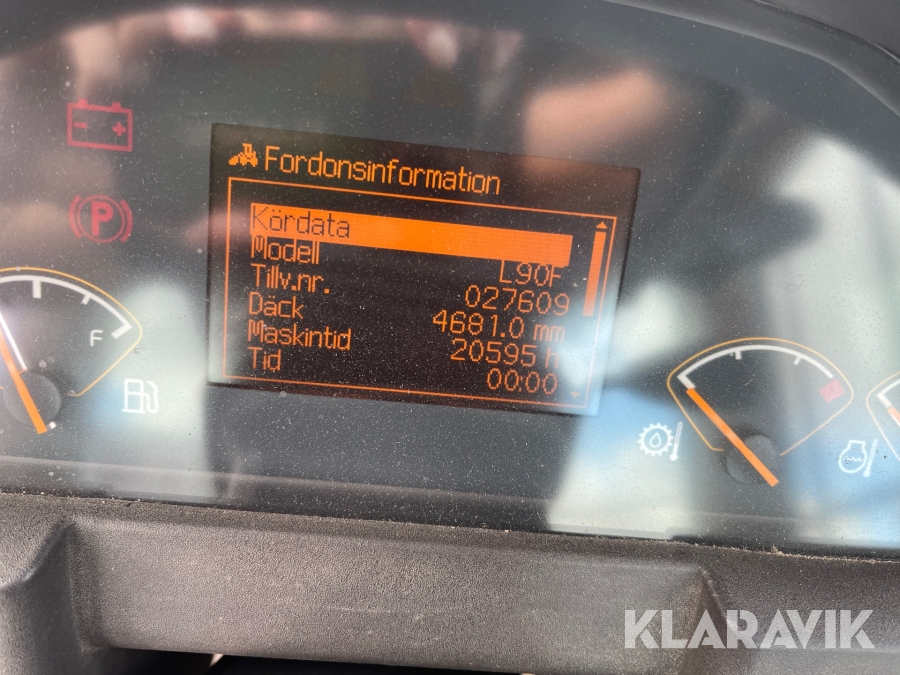 Fordonsinformation
Kördata
Modell L90F
Tillv.nr. 027609
Däck 4681.0 mm
Maskintid 20595 h
Tid 00:00
P
F
KLARAVIK